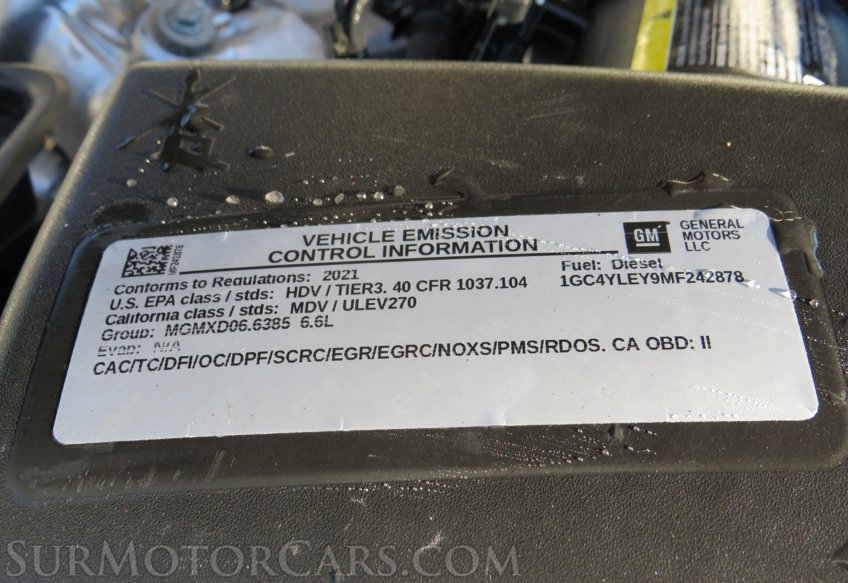 VEHICLE EMISSION
CONTROL INFORMATION
GM
GENERAL
MOTORS
LLC
MF242878
Conforms to Regulations: 2021
Fuel: Diesel
U.S. EPA class / stds: HDV / TIER3. 40 CFR 1037.104
1GC4YLEY9MF242878
California class / stds: MDV / ULEV270
Group: MGMXD06.6385 6.6L
Evap: N/A
CAC/TC/DFI/OC/DPF/SCRC/EGR/EGRC/NOXS/PMS/RDOS. CA OBD: II
SurMotorCars.com